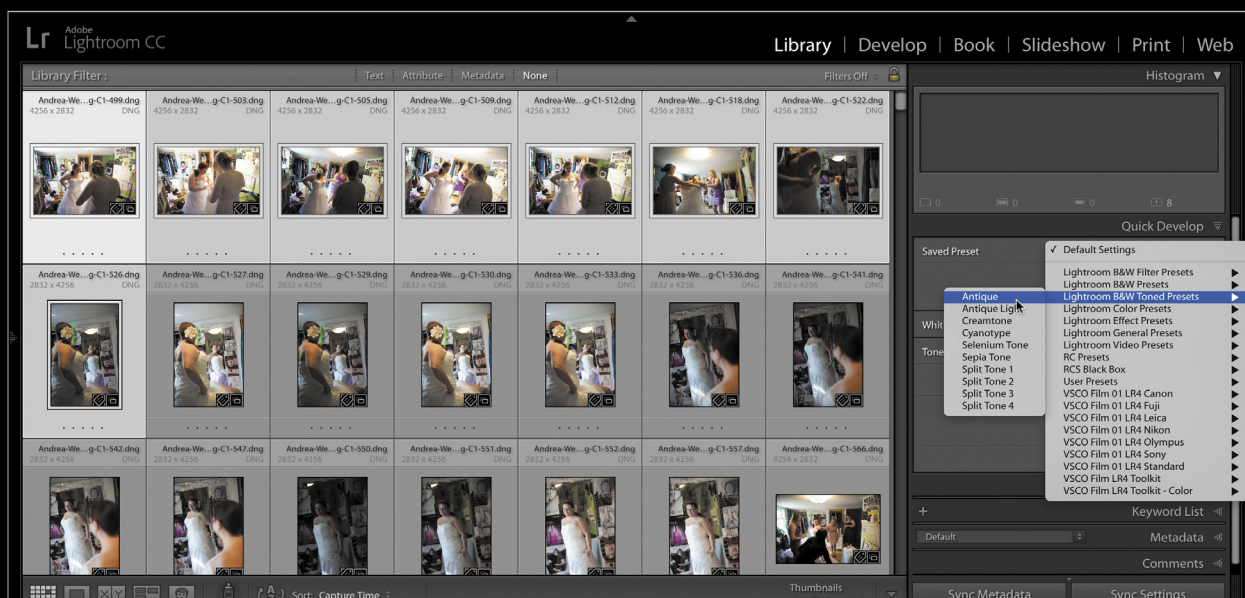 Lr Adobe
Lightroom CC
Library | Develop | Book | Slideshow | Print | Web
Library Filter :
Text | Attribute | Metadata | None
Filters Off
Histogram
Andrea-We…g-C1-499.dng
4256 x 2832 DNG
Andrea-We…g-C1-503.dng
4256 x 2832 DNG
Andrea-We…g-C1-505.dng
4256 x 2832 DNG
Andrea-We…g-C1-509.dng
4256 x 2832 DNG
Andrea-We…g-C1-512.dng
4256 x 2832 DNG
Andrea-We…g-C1-518.dng
4256 x 2832 DNG
Andrea-We…g-C1-522.dng
4256 x 2832 DNG
0 0 0 8
Quick Develop
Saved Preset
Default Settings
Lightroom B&W Filter Presets
Lightroom B&W Presets
Lightroom B&W Toned Presets
Lightroom Color Presets
Lightroom Effect Presets
Lightroom General Presets
Lightroom Video Presets
RC Presets
RCS Black Box
User Presets
VSCO Film 01 LR4 Canon
VSCO Film 01 LR4 Fuji
VSCO Film 01 LR4 Leica
VSCO Film 01 LR4 Nikon
VSCO Film 01 LR4 Olympus
VSCO Film 01 LR4 Sony
VSCO Film 01 LR4 Standard
VSCO Film LR4 Toolkit
VSCO Film LR4 Toolkit - Color
Antique
Antique Light
Creamtone
Cyanotype
Selenium Tone
Sepia Tone
Split Tone 1
Split Tone 2
Split Tone 3
Split Tone 4
Whit
Tone
Andrea-We…g-C1-526.dng
2832 x 4256 DNG
Andrea-We…g-C1-527.dng
2832 x 4256 DNG
Andrea-We…g-C1-529.dng
2832 x 4256 DNG
Andrea-We…g-C1-530.dng
2832 x 4256 DNG
Andrea-We…g-C1-533.dng
2832 x 4256 DNG
Andrea-We…g-C1-536.dng
2832 x 4256 DNG
Andrea-We…g-C1-541.dng
2832 x 4256 DNG
Andrea-We…g-C1-542.dng
2832 x 4256 DNG
Andrea-We…g-C1-547.dng
2832 x 4256 DNG
Andrea-We…g-C1-550.dng
2832 x 4256 DNG
Andrea-We…g-C1-551.dng
2832 x 4256 DNG
Andrea-We…g-C1-552.dng
2832 x 4256 DNG
Andrea-We…g-C1-557.dng
2832 x 4256 DNG
Andrea-We…g-C1-566.dng
4256 x 2832 DNG
+ Keyword List
Default Metadata
Comments
X Y
Sort: Capture Time
Thumbnails
Sync Metadata
Sync Settings